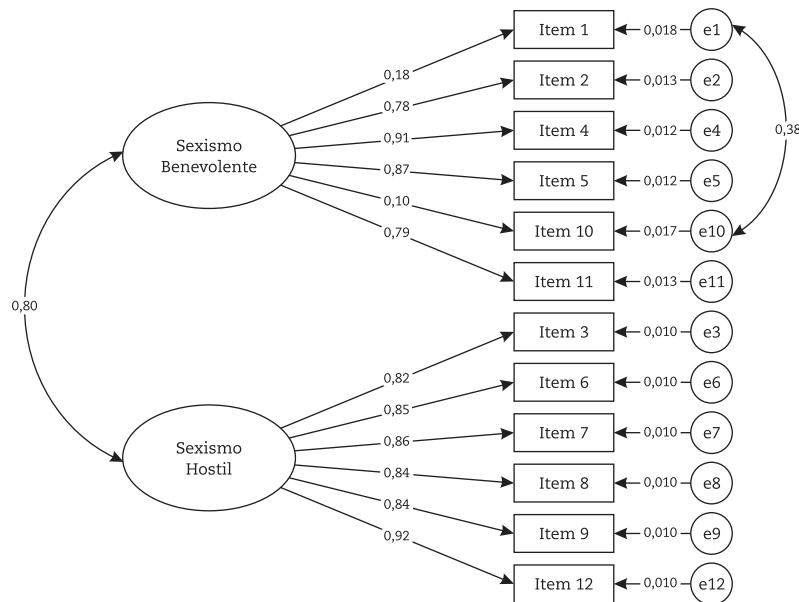 Item 1
0,018
e1
0,18
Item 2
0,013
e2
0,78
Item 4
0,012
e4
0,91
0,38
Sexismo
Benevolente
Item 5
0,012
e5
0,87
Item 10
0,017
e10
0,10
Item 11
0,013
e11
0,79
0,80
Item 3
0,010
e3
0,82
Item 6
0,010
e6
0,85
Item 7
0,010
e7
0,86
Sexismo
Hostil
Item 8
0,010
e8
0,84
Item 9
0,010
e9
0,84
Item 12
0,010
e12
0,92